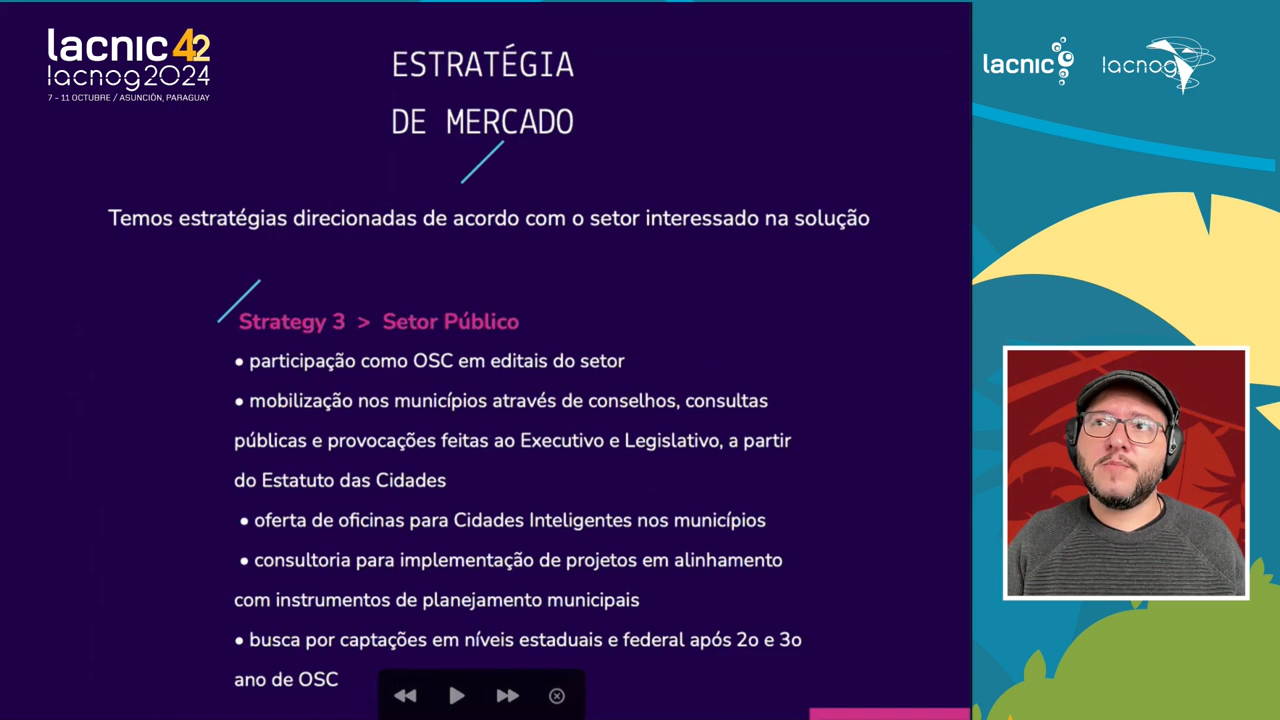 lacnic 42
lacnog2024
7 - 11 OCTUBRE / ASUNCIÓN, PARAGUAY
lacnic
lacnog
ESTRATÉGIA
DE MERCADO
Temos estratégias direcionadas de acordo com o setor interessado na solução
Strategy 3 > Setor Público
• participação como OSC em editais do setor
• mobilização nos municípios através de conselhos, consultas
públicas e provocações feitas ao Executivo e Legislativo, a partir
do Estatuto das Cidades
• oferta de oficinas para Cidades Inteligentes nos municípios
• consultoria para implementação de projetos em alinhamento
com instrumentos de planejamento municipais
• busca por captações em níveis estaduais e federal após 2o e 3o
ano de OSC